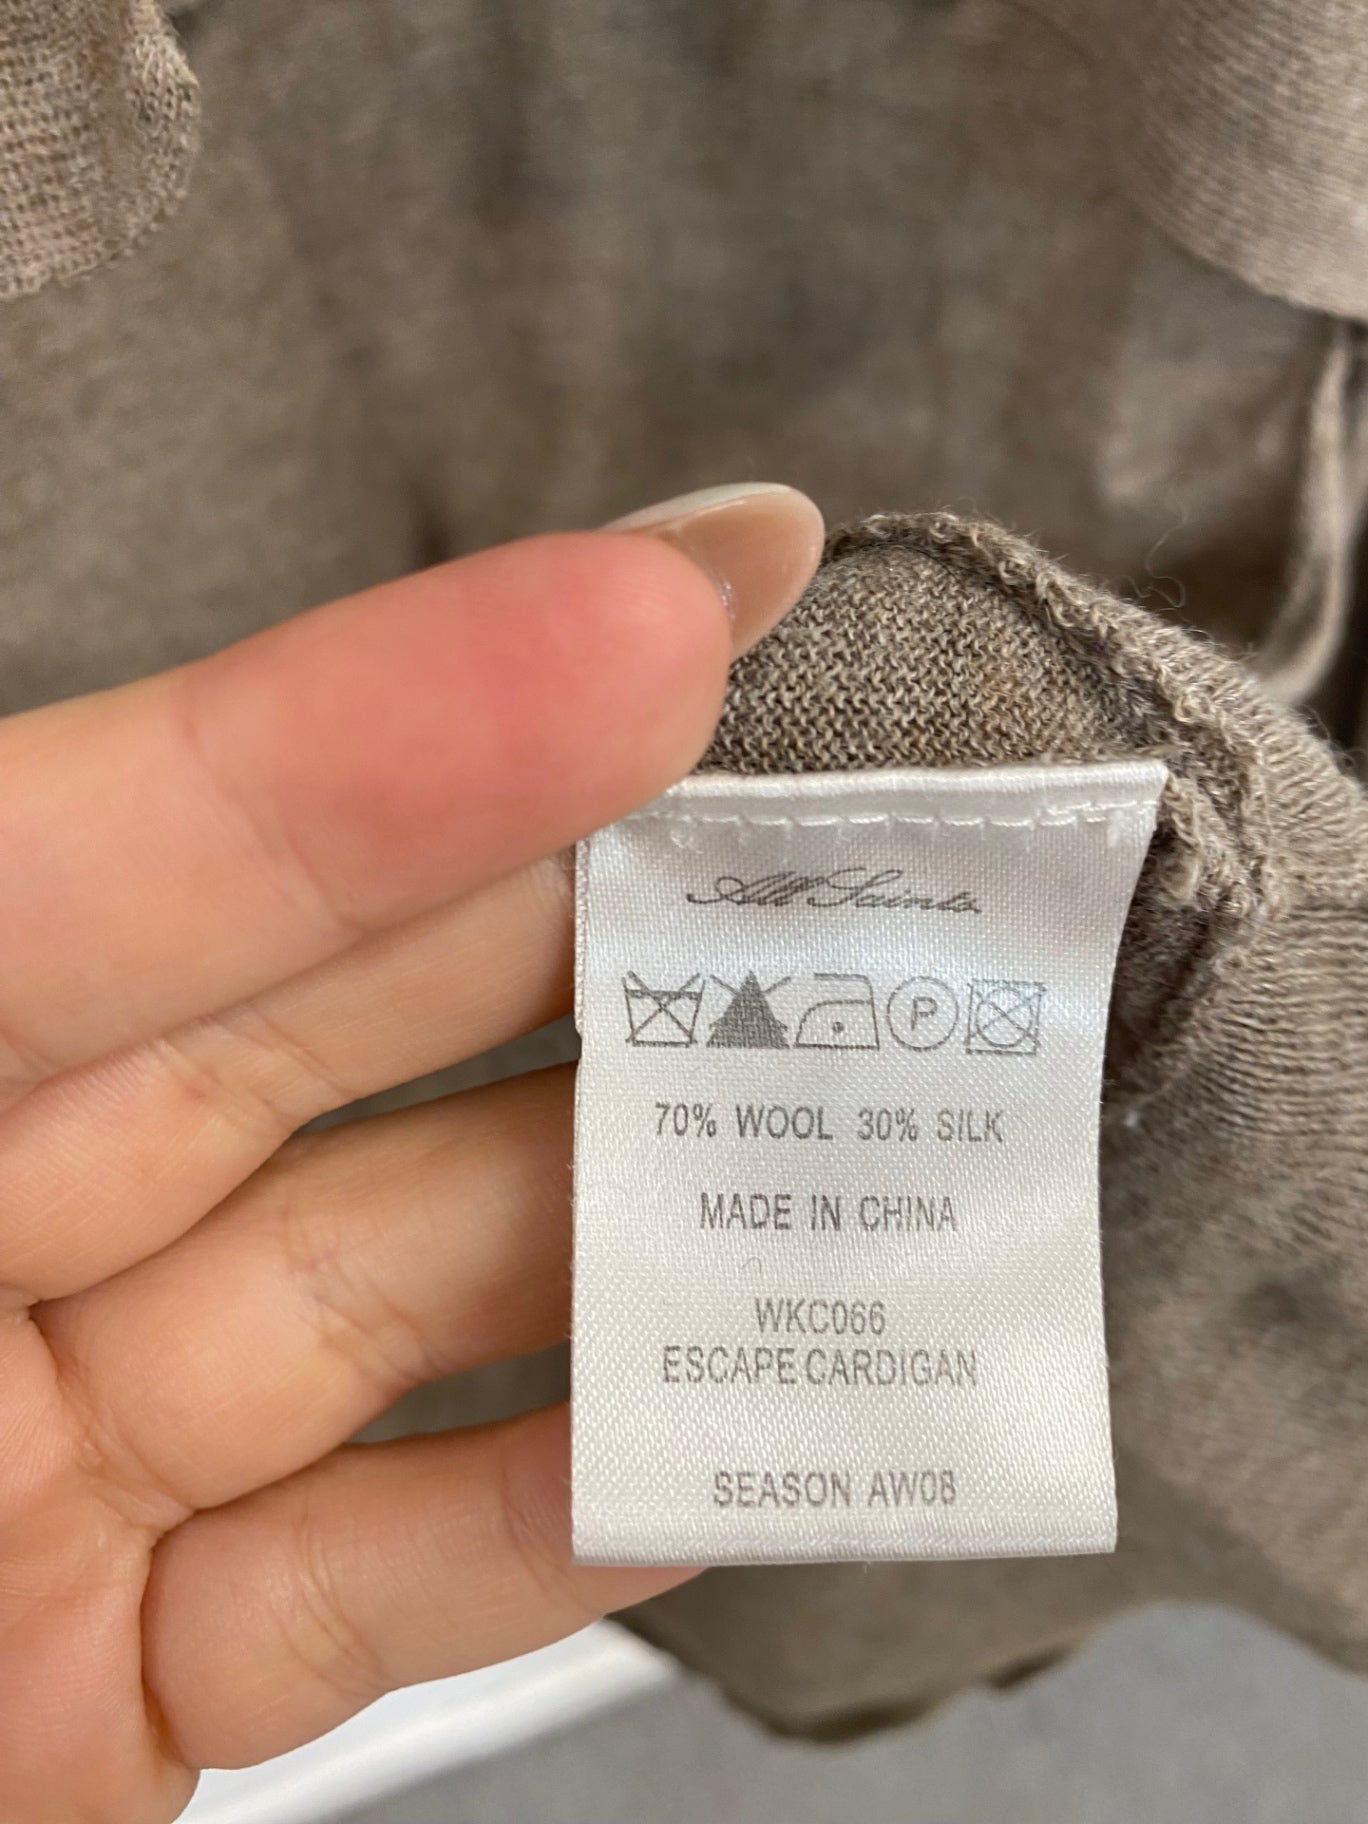 All Saints
P
70% WOOL 30% SILK
MADE IN CHINA
WKC066
ESCAPE CARDIGAN
SEASON AW08